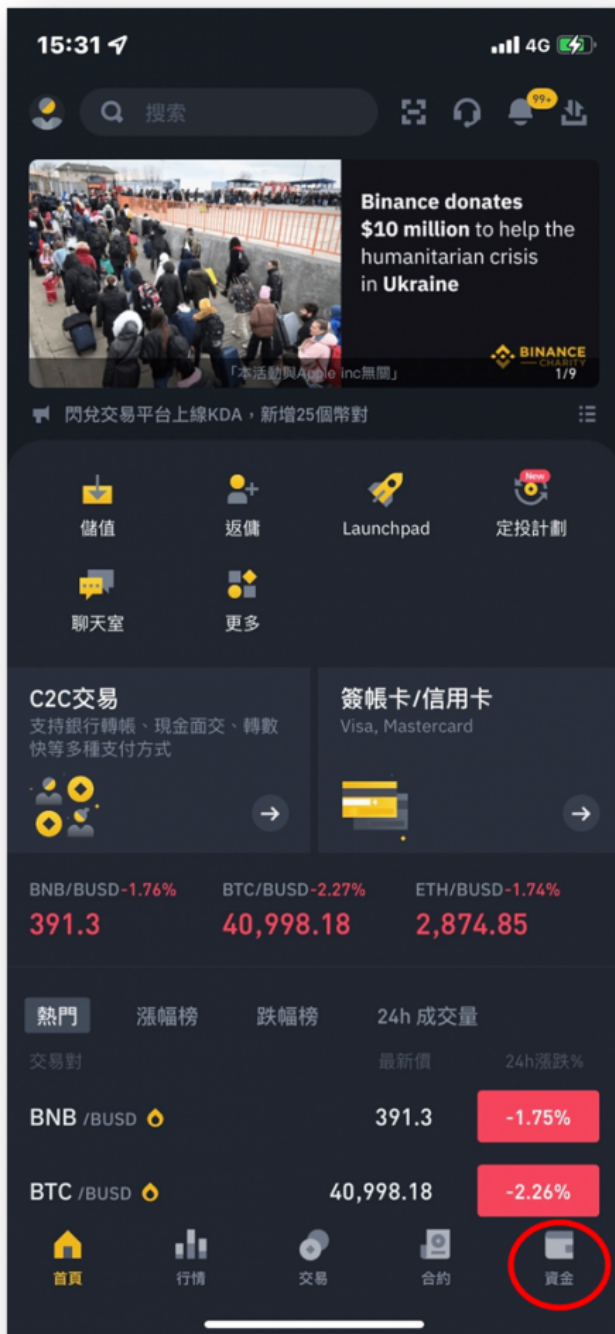 15:31
4G
搜索
99+
Binance donates
$10 million to help the
humanitarian crisis
in Ukraine
BINANCE
CHARITY
「本活動與Apple inc無關」
1/9
閃兌交易平台上線KDA，新增25個幣對
New
儲值
返傭
Launchpad
定投計劃
聊天室
更多
C2C交易
支持銀行轉帳、現金面交、轉數
快等多種支付方式
簽帳卡/信用卡
Visa, Mastercard
BNB/BUSD-1.76% BTC/BUSD-2.27% ETH/BUSD-1.74%
391.3 40,998.18 2,874.85
熱門 漲幅榜 跌幅榜 24h 成交量
交易對 最新價 24h漲跌%
BNB /BUSD 391.3 -1.75%
BTC /BUSD 40,998.18 -2.26%
首頁 行情 交易 合約 資金